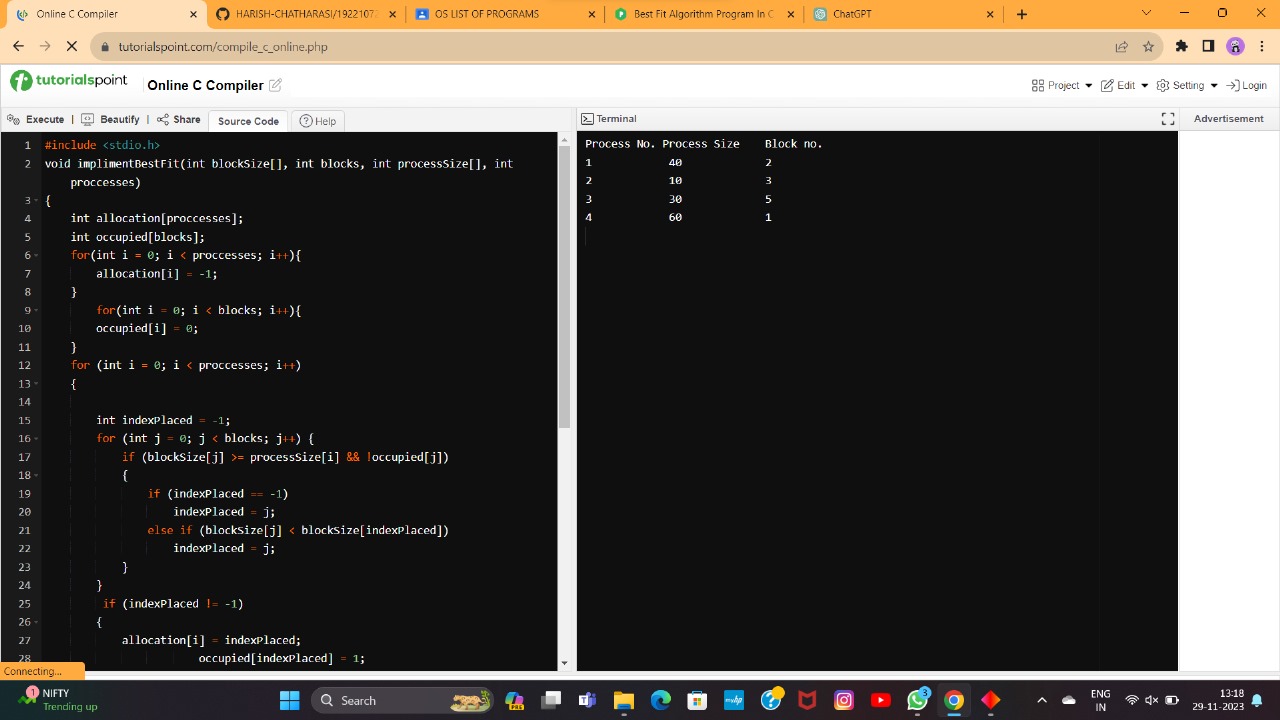 Online C Compiler
HARISH-CHATHARASI/1922107
OS LIST OF PROGRAMS
Best Fit Algorithm Program In C
ChatGPT
tutorialspoint.com/compile_c_online.php
tutorialspoint
Online C Compiler
Project
Edit
Setting
Login
Execute | Beautify | Share
Source Code
Help
Terminal
Advertisement
1 #include <stdio.h>
2 void implimentBestFit(int blockSize[], int blocks, int processSize[], int
proccesses)
3 {
4 int allocation[proccesses];
5 int occupied[blocks];
6 for(int i = 0; i < proccesses; i++){
7 allocation[i] = -1;
8 }
9 for(int i = 0; i < blocks; i++){
10 occupied[i] = 0;
11 }
12 for (int i = 0; i < proccesses; i++)
13 {
14
15 int indexPlaced = -1;
16 for (int j = 0; j < blocks; j++) {
17 if (blockSize[j] >= processSize[i] && !occupied[j])
18 {
19 if (indexPlaced == -1)
20 indexPlaced = j;
21 else if (blockSize[j] < blockSize[indexPlaced])
22 indexPlaced = j;
23 }
24 }
25 if (indexPlaced != -1)
26 {
27 allocation[i] = indexPlaced;
28 occupied[indexPlaced] = 1;
Process No. Process Size Block no.
1 40 2
2 10 3
3 30 5
4 60 1
Connecting...
1
NIFTY
Trending up
Search
PRE
3
ENG
IN
13:18
29-11-2023